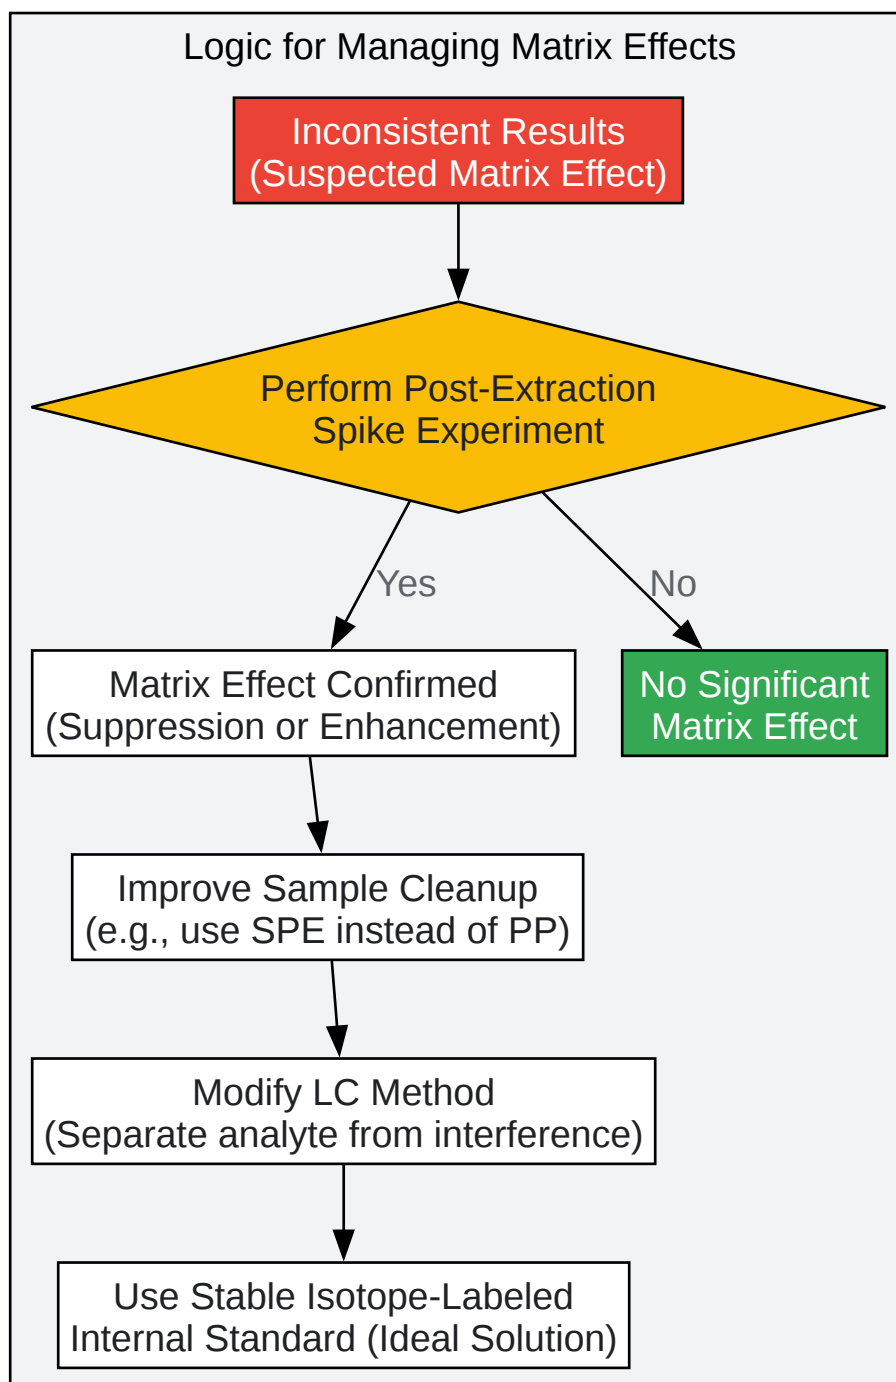 Logic for Managing Matrix Effects
Inconsistent Results
(Suspected Matrix Effect)
Perform Post-Extraction
Spike Experiment
Yes
No
Matrix Effect Confirmed
(Suppression or Enhancement)
No Significant
Matrix Effect
Improve Sample Cleanup
(e.g., use SPE instead of PP)
Modify LC Method
(Separate analyte from interference)
Use Stable Isotope-Labeled
Internal Standard (Ideal Solution)